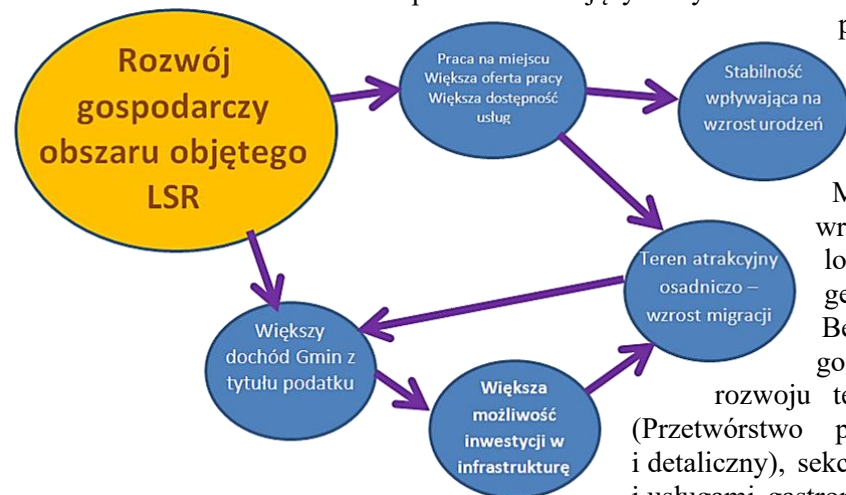 Rozwój
gospodarczy
obszaru objętego
LSR
Praca na miejscu
Większa oferta pracy
Większa dostępność
usług
Stabilność
wpływająca na
wzrost urodzeń
Teren atrakcyjny
osadniczo –
wzrost migracji
Większy
dochód Gmin z
tytułu podatku
Większa
możliwość
inwestycji w
infrastrukturę
rozwoju
(Przetwórstwo
i detaliczny),
i usługami